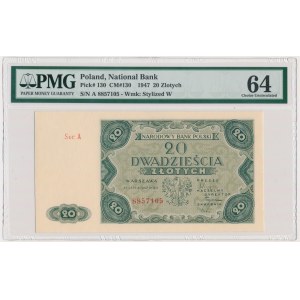 PMG
PAPER MONEY GUARANTY
Poland, National Bank
Pick# 130 CM#130 1947 20 Zlotych
S/N A 8857105 - Wmk: Stylized W
64
Choice Uncirculated
Ser A
NARODOWY BANK POLSKI
20
DWADZIEŚCIA
ZŁOTYCH
20
20
8857105